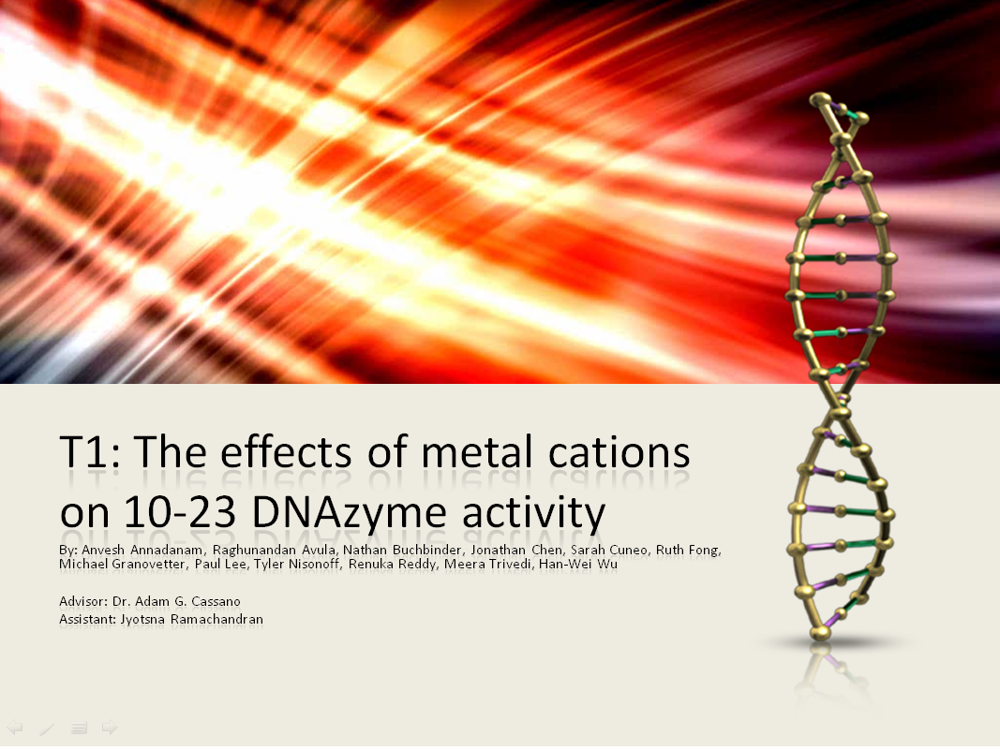 T1: The effects of metal cations
on 10-23 DNAzyme activity
By: Anvesh Annadanam, Raghunandan Avula, Nathan Buchbinder, Jonathan Chen, Sarah Cuneo, Ruth Fong,
Michael Granovetter, Paul Lee, Tyler Nisonoff, Renuka Reddy, Meera Trivedi, Han-Wei Wu
Advisor: Dr. Adam G. Cassano
Assistant: Jyotsna Ramachandran